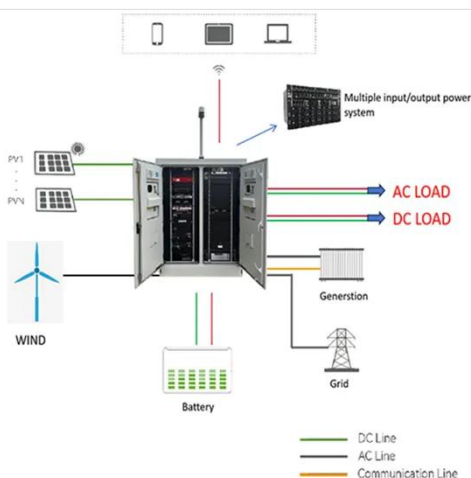 Multiple input/output power
system
PV1
PVN
AC LOAD
DC LOAD
WIND
Generstion
Battery
Grid
DC Line
AC Line
Communication Line